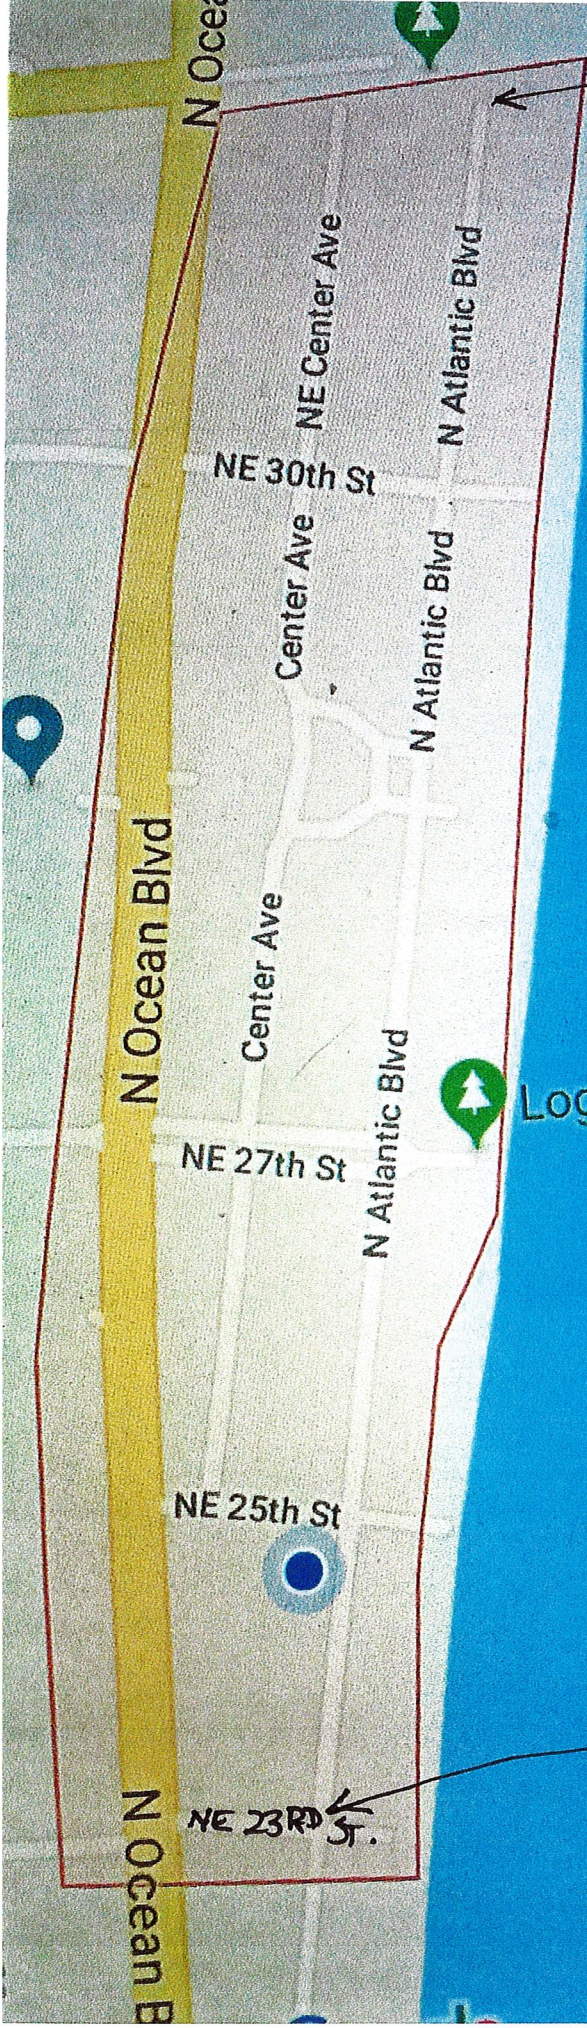 N Ocea
NE Center Ave
N Atlantic Blvd
NE 30th St
Center Ave
N Atlantic Blvd
N Ocean Blvd
Center Ave
N Atlantic Blvd
Log
NE 27th St
NE 25th St
NE 23RD
ST.
N Ocean B